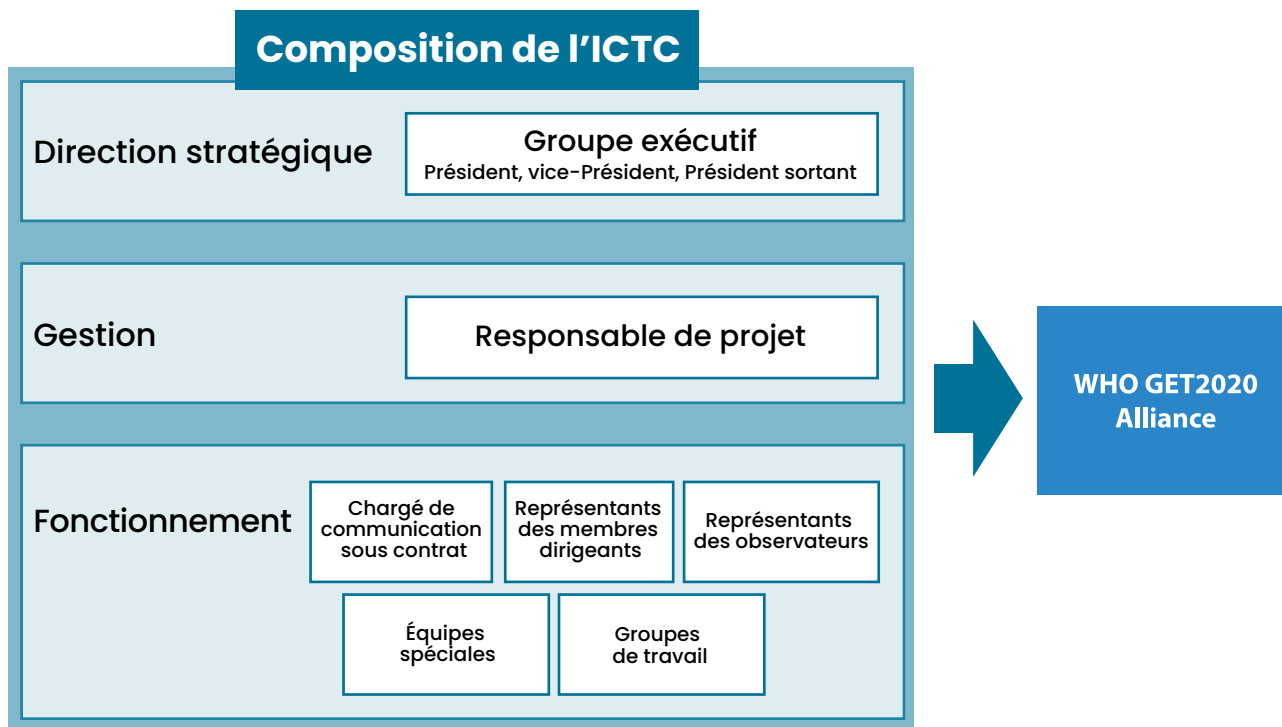 Composition de l’ICTC
Direction stratégique
Groupe exécutif
Président, vice-Président, Président sortant
Gestion
Responsable de projet
WHO GET2020
Alliance
Fonctionnement
Chargé de
communication
sous contrat
Représentants
des membres
dirigeants
Représentants
des observateurs
Équipes
spéciales
Groupes
de travail